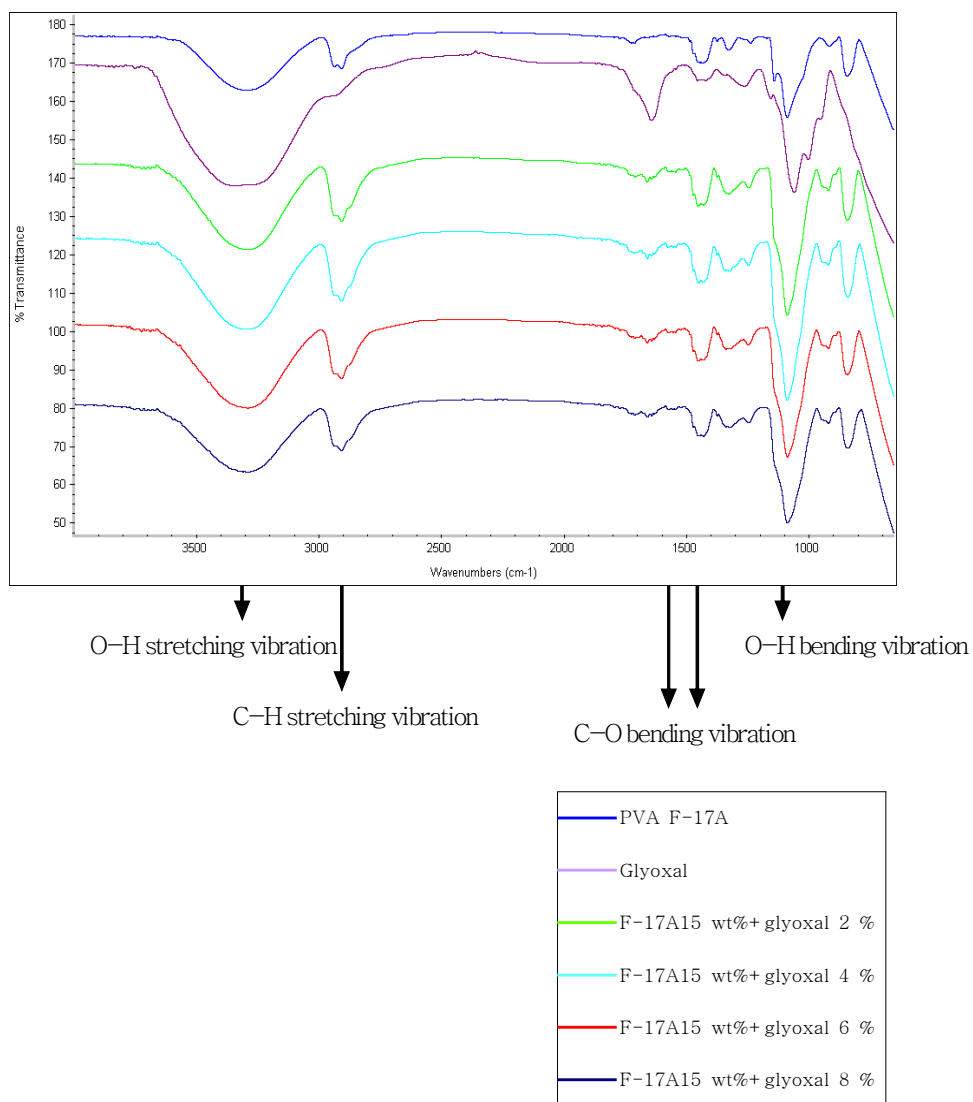 180
170
160
150
140
130
120
110
100
90
80
70
60
50
%Transmittance
3500 3000 2500 2000 1500 1000
Wavenumbers (cm-1)
O-H stretching vibration
O-H bending vibration
C-H stretching vibration
C-O bending vibration
PVA F-17A
Glyoxal
F-17A15 wt%+glyoxal 2 %
F-17A15 wt%+glyoxal 4 %
F-17A15 wt%+glyoxal 6 %
F-17A15 wt%+glyoxal 8 %